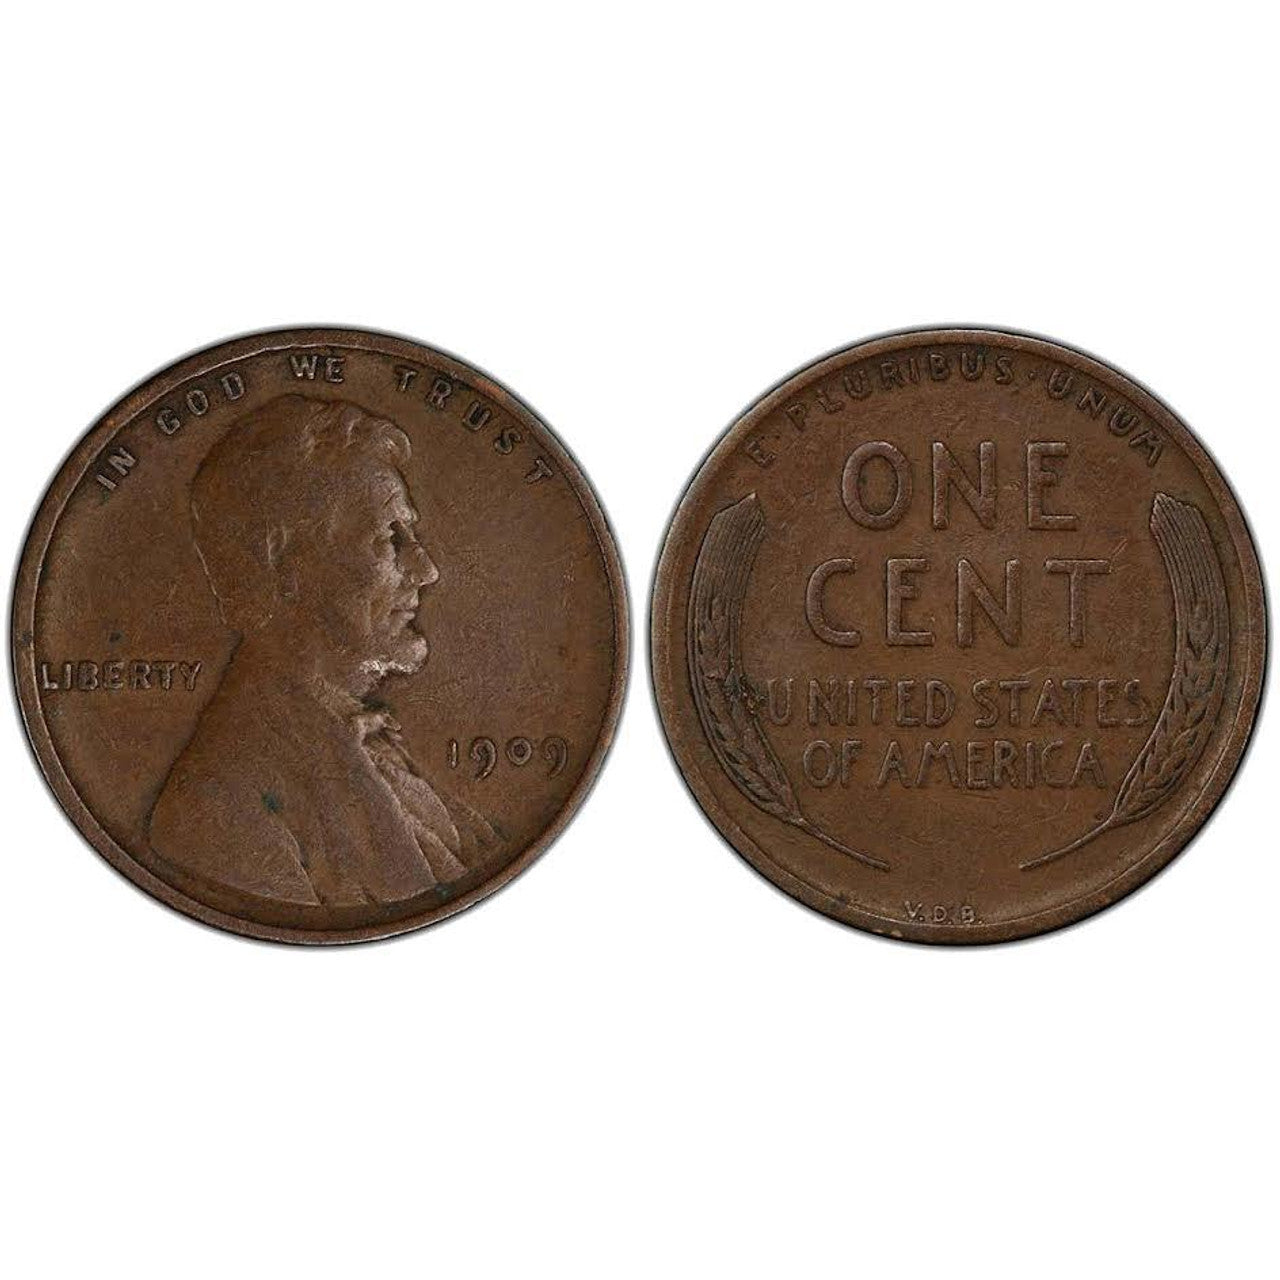 IN GOD WE TRUST
LIBERTY
1909
E · PLURIBUS · UNUM
ONE
CENT
UNITED STATES
OF AMERICA
V.D.B.